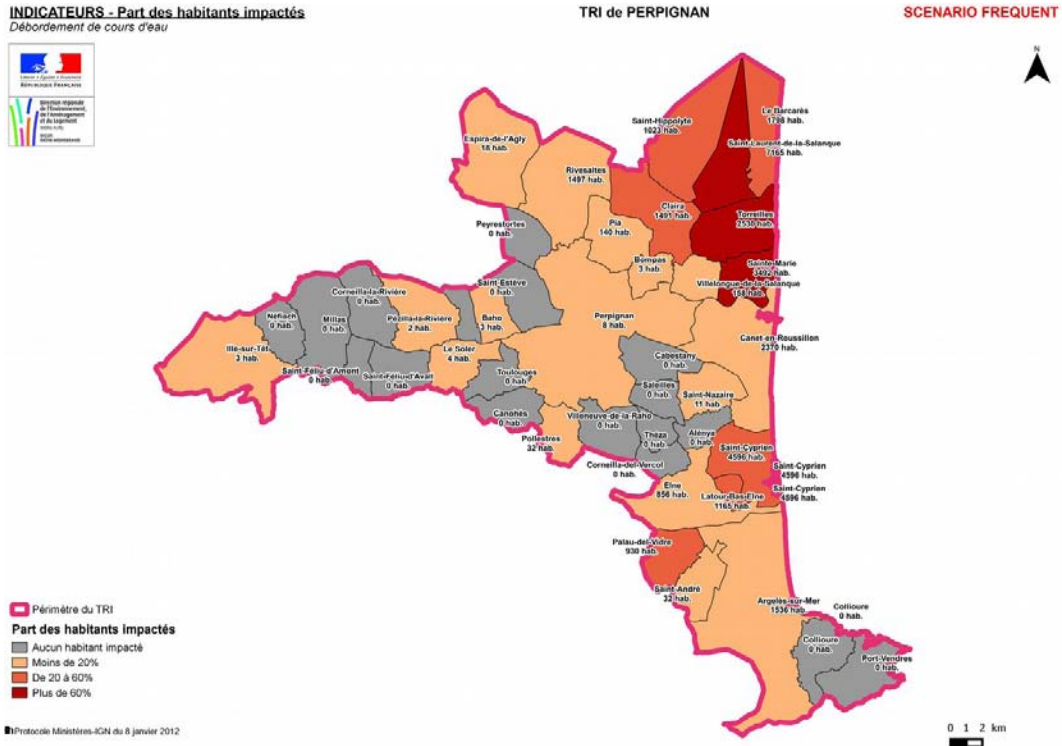 INDICATEURS - Part des habitants impactés
TRI de PERPIGNAN
SCENARIO FREQUENT
Débordement de cours d'eau
N
RÉPUBLIQUE FRANÇAISE
Le Barcarès
1798 hab.
Saint-Hippolyte
1023 hab.
Saint-Laurent-de-la-Salanque
7165 hab.
Espira-de-l'Agly
18 hab.
Rivesaltes
1497 hab.
Claira
1491 hab.
Torreilles
2538 hab.
Peyrestortes
0 hab.
Pia
140 hab.
Bompas
3 hab.
Sainte-Marie
3492 hab.
Villelongue-de-la-Salanque
158 hab.
Saint-Estève
0 hab.
Corneilla-la-Rivière
0 hab.
Néfiach
0 hab.
Millas
0 hab.
Pézilla-la-Rivière
2 hab.
Baho
3 hab.
Perpignan
8 hab.
Canet-en-Roussillon
2370 hab.
Ille-sur-Têt
3 hab.
Le Soler
4 hab.
Cabestany
0 hab.
Saint-Féliu-d'Amont
0 hab.
Saint-Féliu-d'Avall
0 hab.
Toulouges
0 hab.
Saleilles
0 hab.
Saint-Nazaire
11 hab.
Canohès
0 hab.
Villeneuve-de-la-Raho
0 hab.
Théza
0 hab.
Alénya
0 hab.
Pollestres
32 hab.
Saint-Cyprien
4596 hab.
Corneilla-del-Vercol
0 hab.
Saint-Cyprien
4596 hab.
Elne
856 hab.
Latour-Bas-Elne
1165 hab.
Saint-Cyprien
4596 hab.
Palau-del-Vidre
930 hab.
Saint-André
32 hab.
Argelès-sur-Mer
1536 hab.
Collioure
0 hab.
Collioure
0 hab.
Port-Vendres
0 hab.
Périmètre du TRI
Part des habitants impactés
Aucun habitant impacté
Moins de 20%
De 20 à 60%
Plus de 60%
Protocole Ministères-IGN du 8 janvier 2012
0 1 2 km